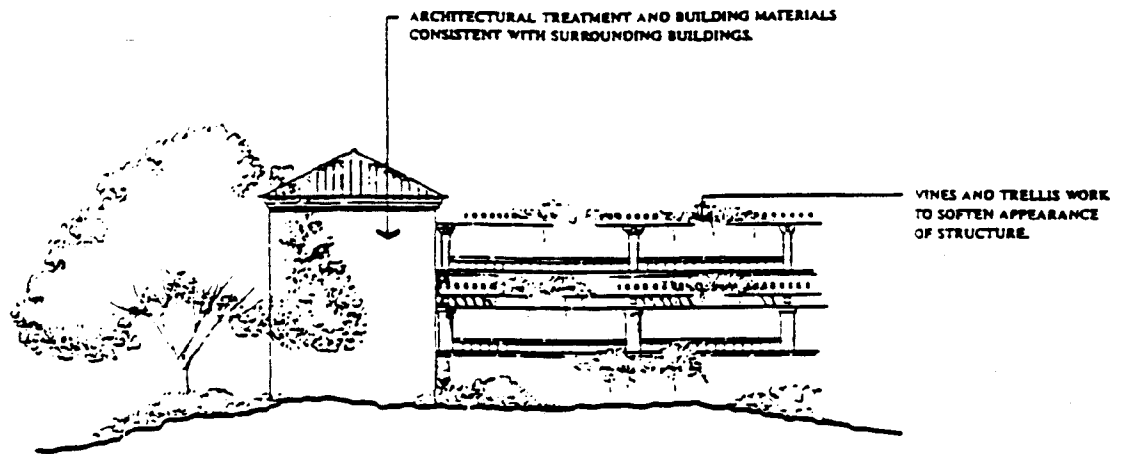 ARCHITECTURAL TREATMENT AND BUILDING MATERIALS
CONSISTENT WITH SURROUNDING BUILDINGS.
VINES AND TRELLIS WORK
TO SOFTEN APPEARANCE
OF STRUCTURE.